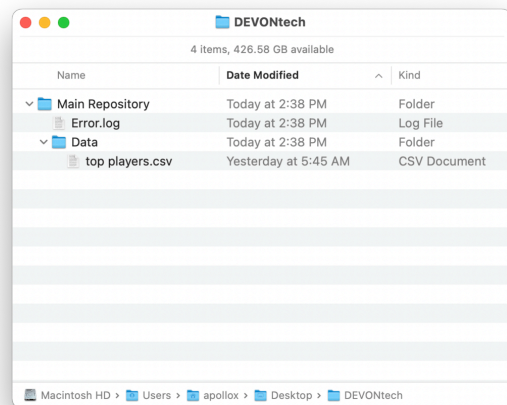 DEVONtech
4 items, 426.58 GB available
Name Date Modified Kind
Main Repository Today at 2:38 PM Folder
Error.log Today at 2:38 PM Log File
Data Today at 2:38 PM Folder
top players.csv Yesterday at 5:45 AM CSV Document
Macintosh HD › Users › apollox › Desktop › DEVONtech